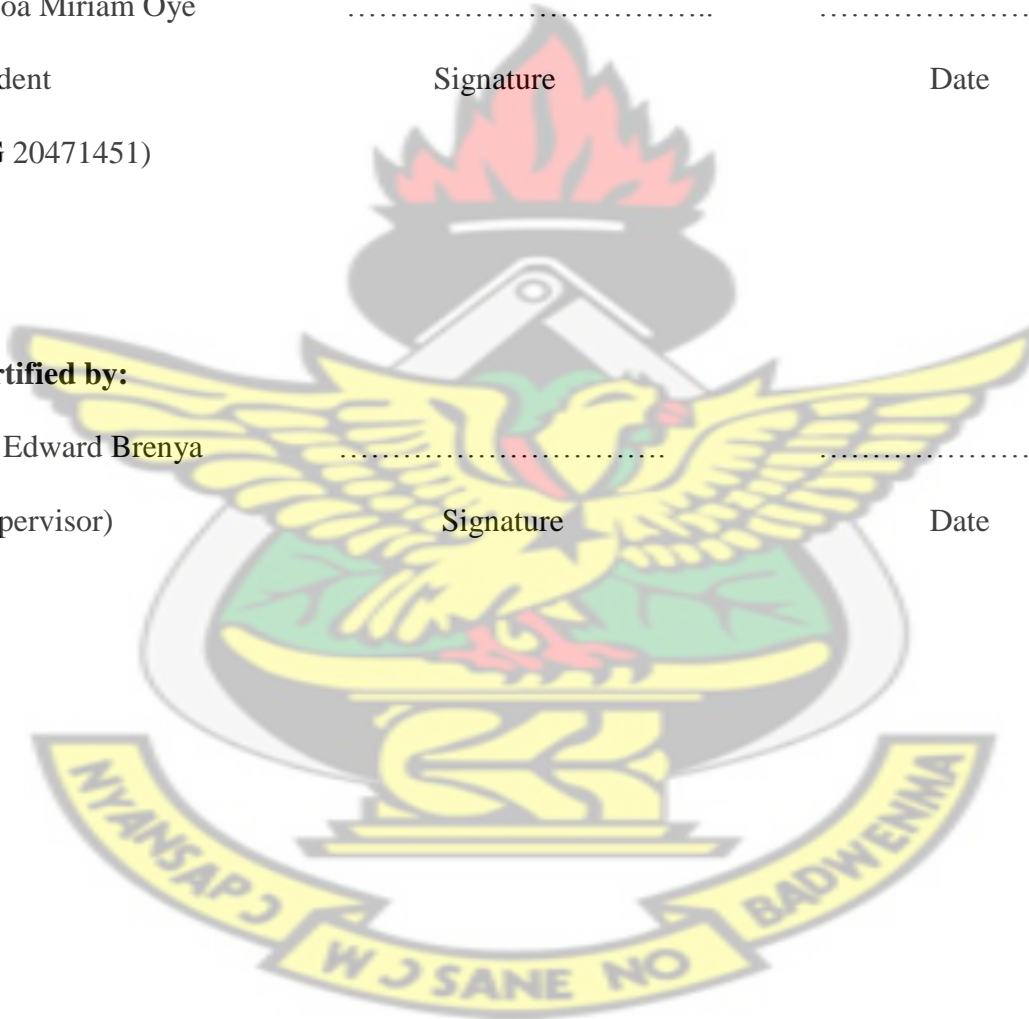 oa Miriam Oye ……………………………….. …………………
dent Signature Date
G 20471451)
rtified by:
Edward Brenya ………………………….. …………………
pervisor) Signature Date
NYANSAPƆ
WƆSANE NO
BADWENMA